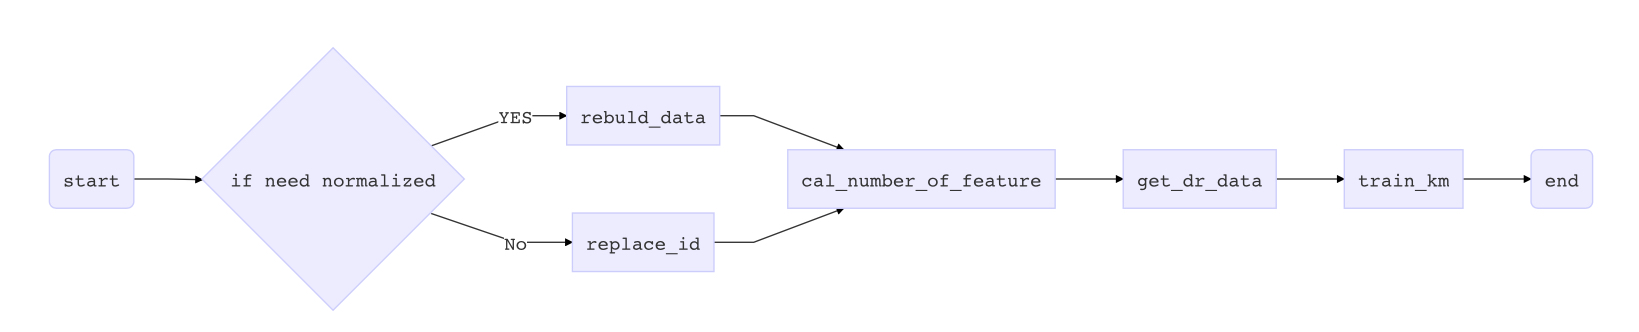 start
if need normalized
YES
rebuld_data
No
replace_id
cal_number_of_feature
get_dr_data
train_km
end